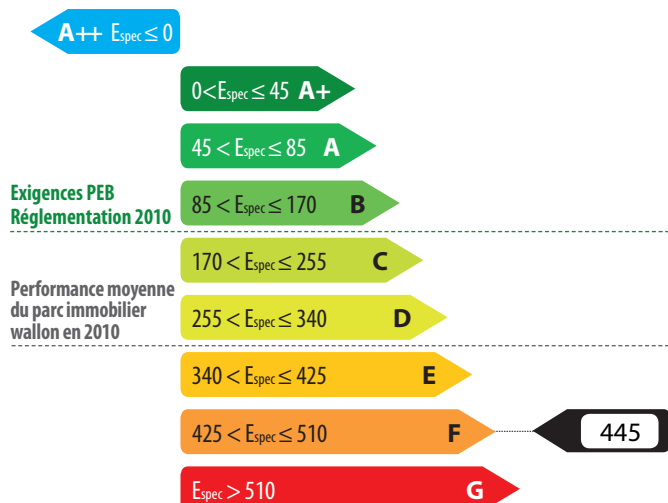 A++ Espec ≤ 0
0<Espec ≤ 45 A+
45 < Espec ≤ 85 A
Exigences PEB
Réglementation 2010
85 < Espec ≤ 170 B
170 < Espec ≤ 255 C
Performance moyenne
du parc immobilier
wallon en 2010
255 < Espec ≤ 340 D
340 < Espec ≤ 425 E
425 < Espec ≤ 510 F
445
Espec > 510 G